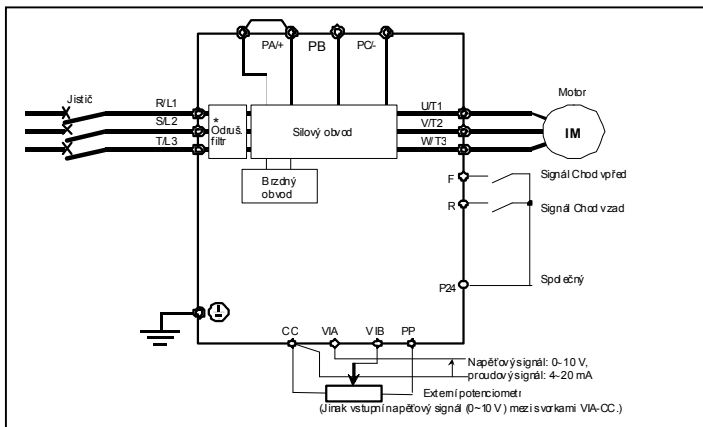 PA/+ PB PC/-
Jistič
R/L1
S/L2
T/L3
*
Odruš.
filtr
Silový obvod
Brzdný
obvod
U/T1
V/T2
W/T3
Motor
IM
F
Signál Chod vpřed
R
Signál Chod vzad
P24
Společný
CC VIA VIB PP
Napěťový signál: 0~10 V,
proudový signál: 4~20 mA
Externí potenciometr
(Jinak vstupní napěťový signál (0~10 V) mezi svorkami VIA-CC.)